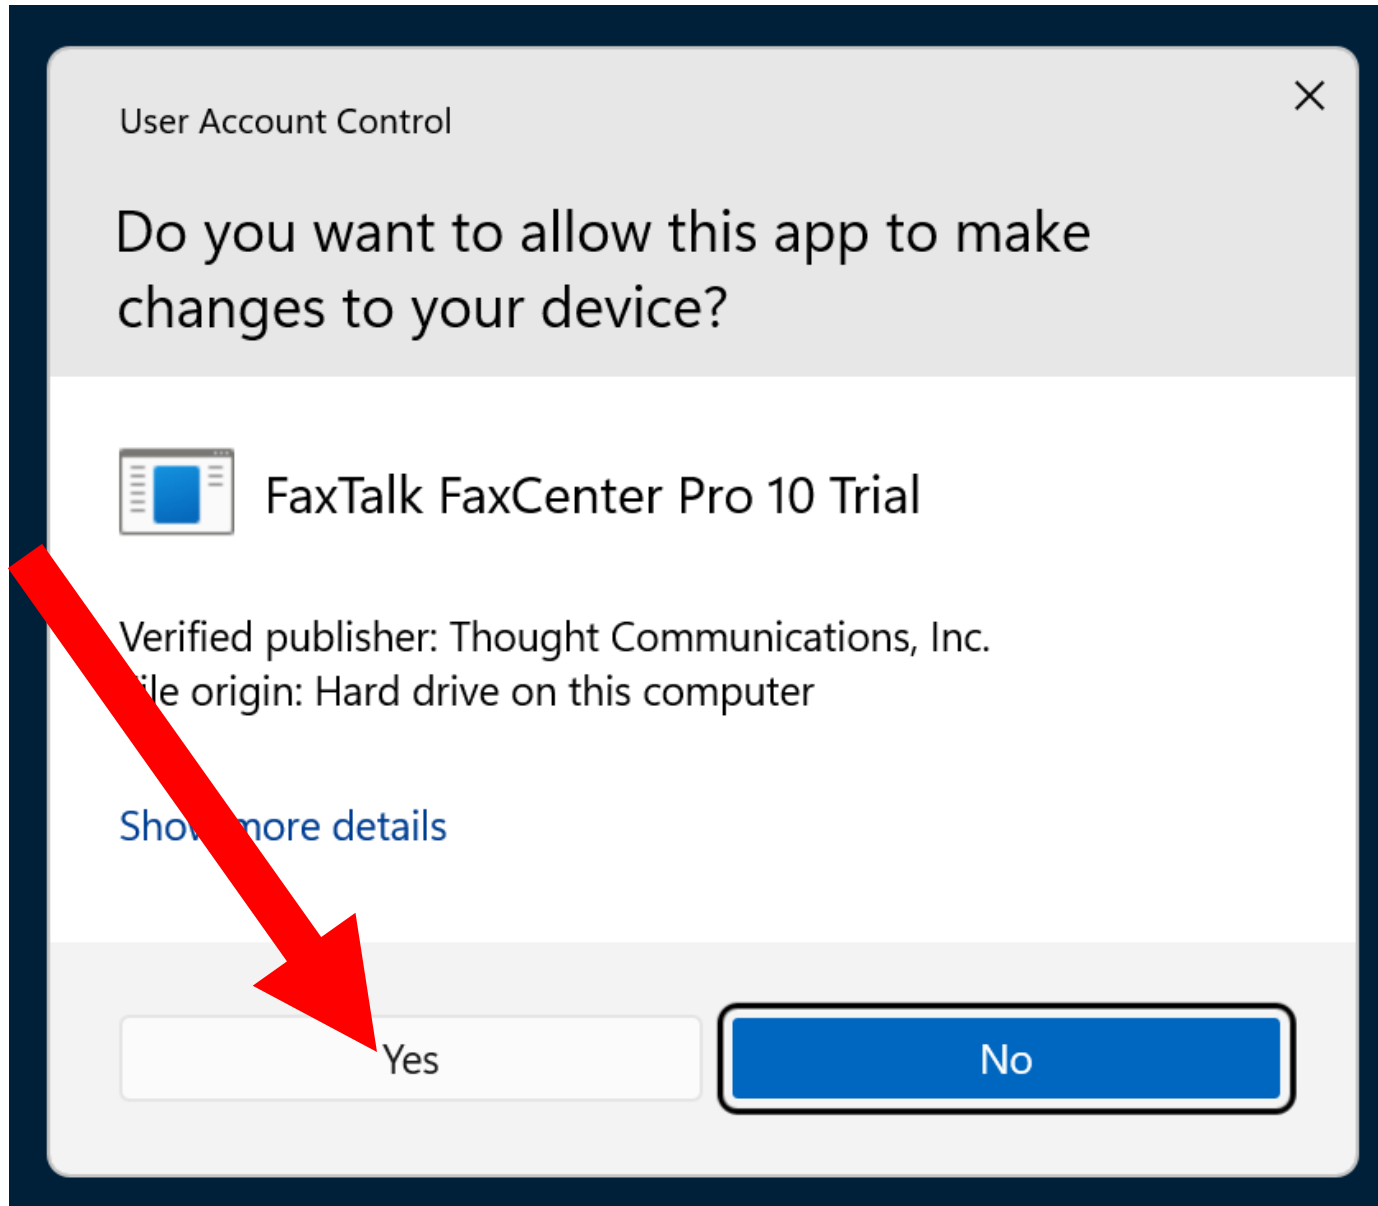 User Account Control
Do you want to allow this app to make
changes to your device?
FaxTalk FaxCenter Pro 10 Trial
Verified publisher: Thought Communications, Inc.
origin: Hard drive on this computer
Show more details
Yes
No